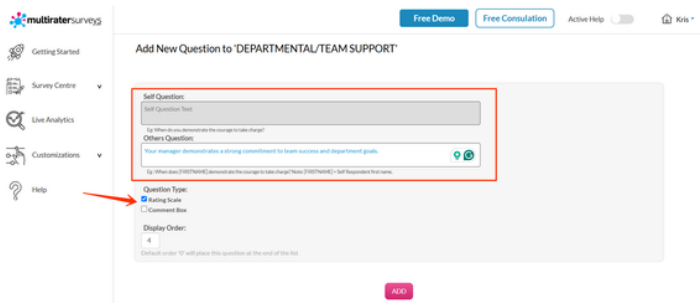 multiratersurveys
Free Demo
Free Consulation
Active Help
Kris
Getting Started
Survey Centre
Live Analytics
Customizations
Help
Add New Question to 'DEPARTMENTAL/TEAM SUPPORT'
Self Question:
Self Question Text
Eg: When do you demonstrate the courage to take charge?
Others Question:
Your manager demonstrates a strong commitment to team success and department goals.
Eg: When does [FIRSTNAME] demonstrate the courage to take charge? Note: [FIRSTNAME] = Self Respondent first name.
Question Type:
Rating Scale
Comment Box
Display Order:
4
Default order '0' will place this question at the end of the list
ADD